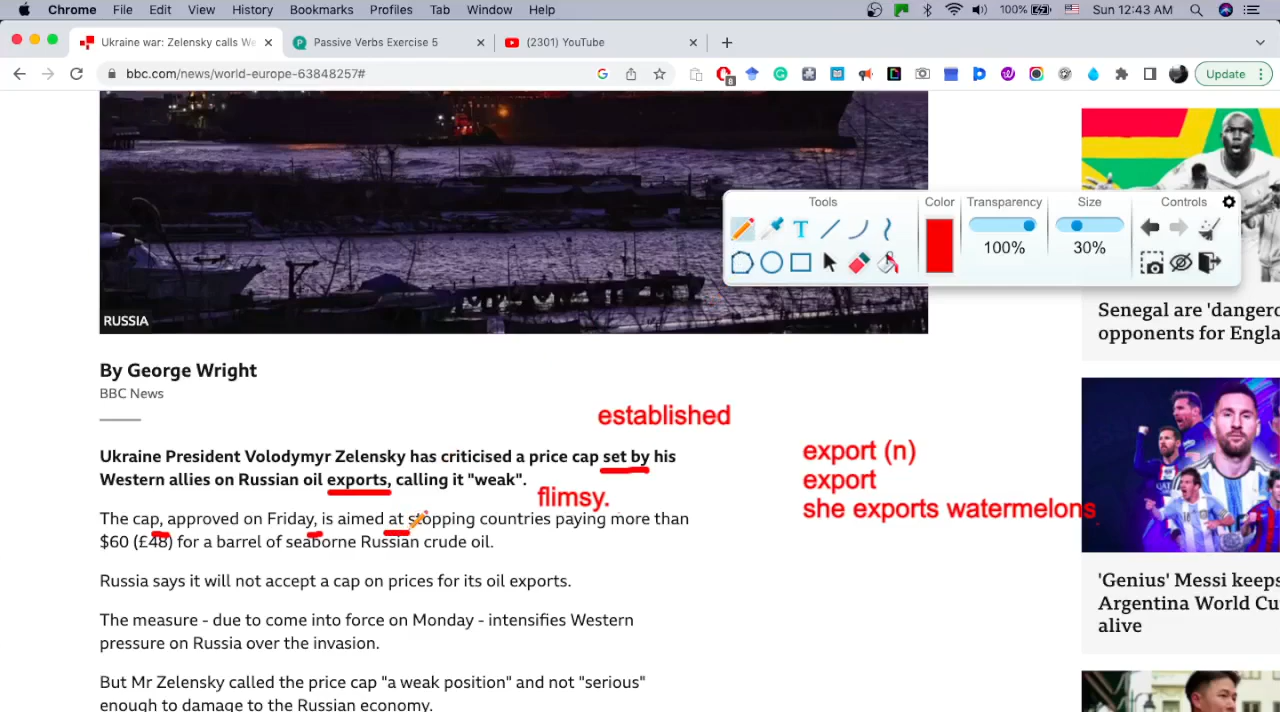 Chrome File Edit View History Bookmarks Profiles Tab Window Help 100% Sun 12:43 AM
Ukraine war: Zelensky calls We Passive Verbs Exercise 5 (2301) YouTube
bbc.com/news/world-europe-63848257# 8 Update
Tools Color Transparency Size Controls
T 100% 30%
RUSSIA
Senegal are 'dangero
opponents for Engla
By George Wright
BBC News
established
Ukraine President Volodymyr Zelensky has criticised a price cap set by his
Western allies on Russian oil exports, calling it "weak".
flimsy.
export (n)
export
she exports watermelons
The cap, approved on Friday, is aimed at stopping countries paying more than
$60 (£48) for a barrel of seaborne Russian crude oil.
Russia says it will not accept a cap on prices for its oil exports.
The measure - due to come into force on Monday - intensifies Western
pressure on Russia over the invasion.
But Mr Zelensky called the price cap "a weak position" and not "serious"
enough to damage to the Russian economy.
'Genius' Messi keeps
Argentina World Cu
alive